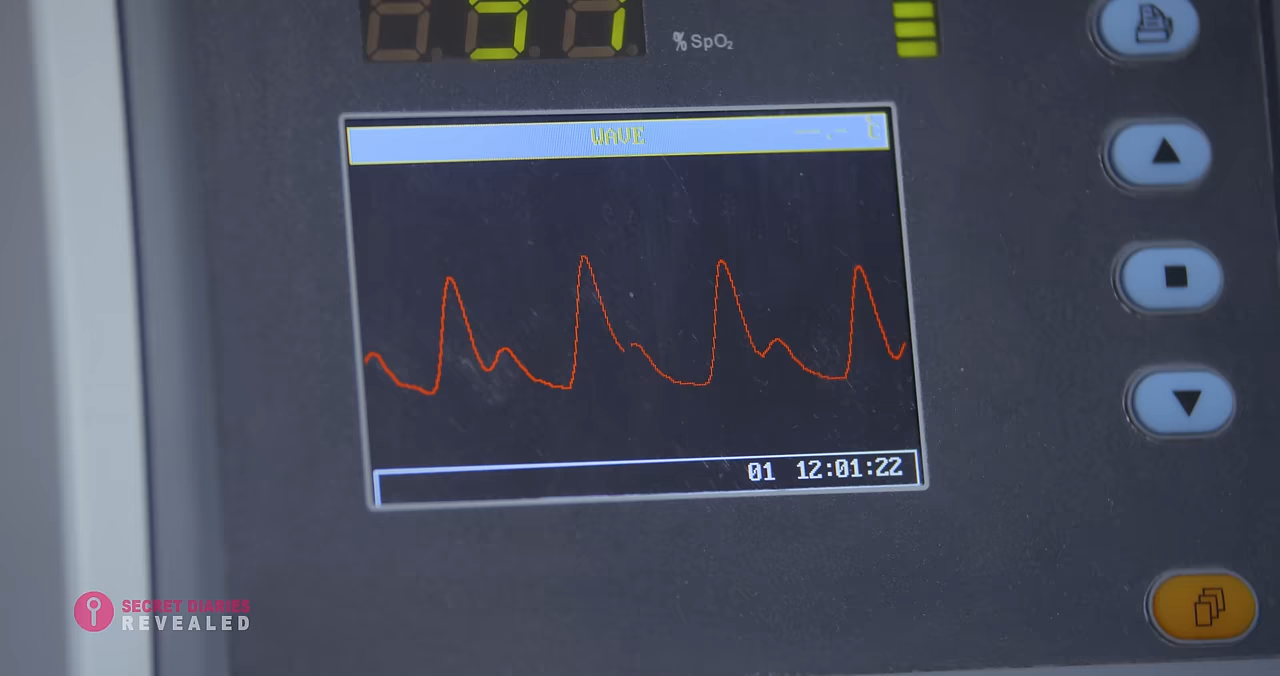 %SpO₂
WAVE
01 12:01:22
SECRET DIARIES
REVEALED